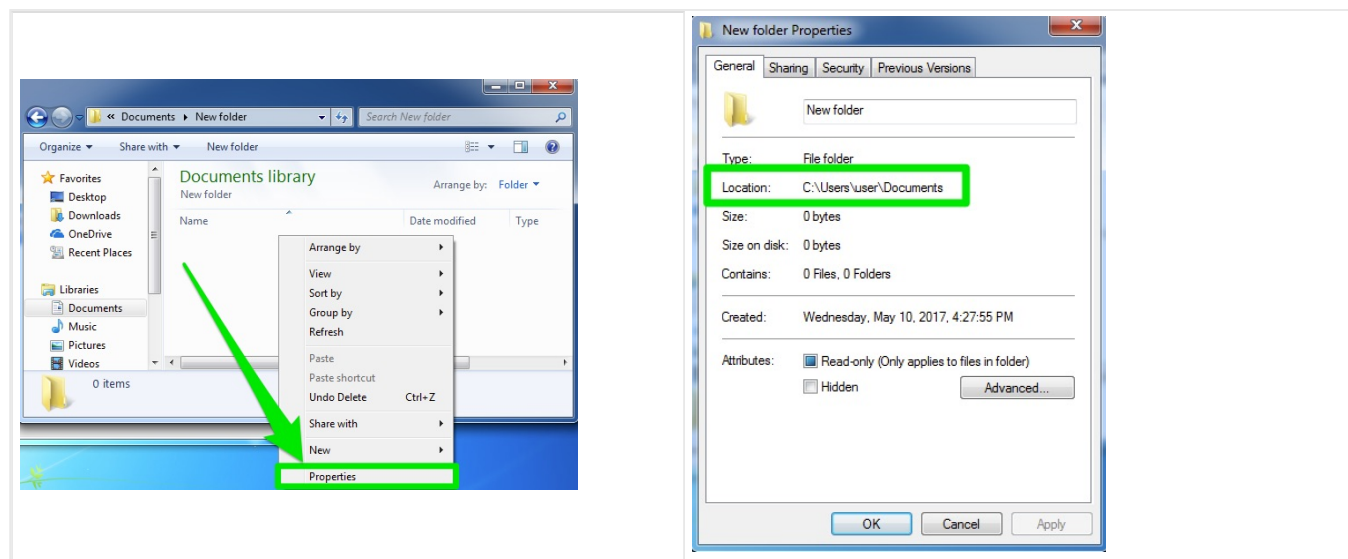 « Documents ▸ New folder
Search New folder
Organize Share with New folder
Favorites
Desktop
Downloads
OneDrive
Recent Places
Libraries
Documents
Music
Pictures
Videos
Documents library
New folder
Arrange by: Folder
Name Date modified Type
Arrange by
View
Sort by
Group by
Refresh
Paste
Paste shortcut
Undo Delete Ctrl+Z
Share with
New
Properties
0 items
New folder Properties
General Sharing Security Previous Versions
New folder
Type: File folder
Location: C:\Users\user\Documents
Size: 0 bytes
Size on disk: 0 bytes
Contains: 0 Files, 0 Folders
Created: Wednesday, May 10, 2017, 4:27:55 PM
Attributes: Read-only (Only applies to files in folder)
Hidden Advanced...
OK Cancel Apply